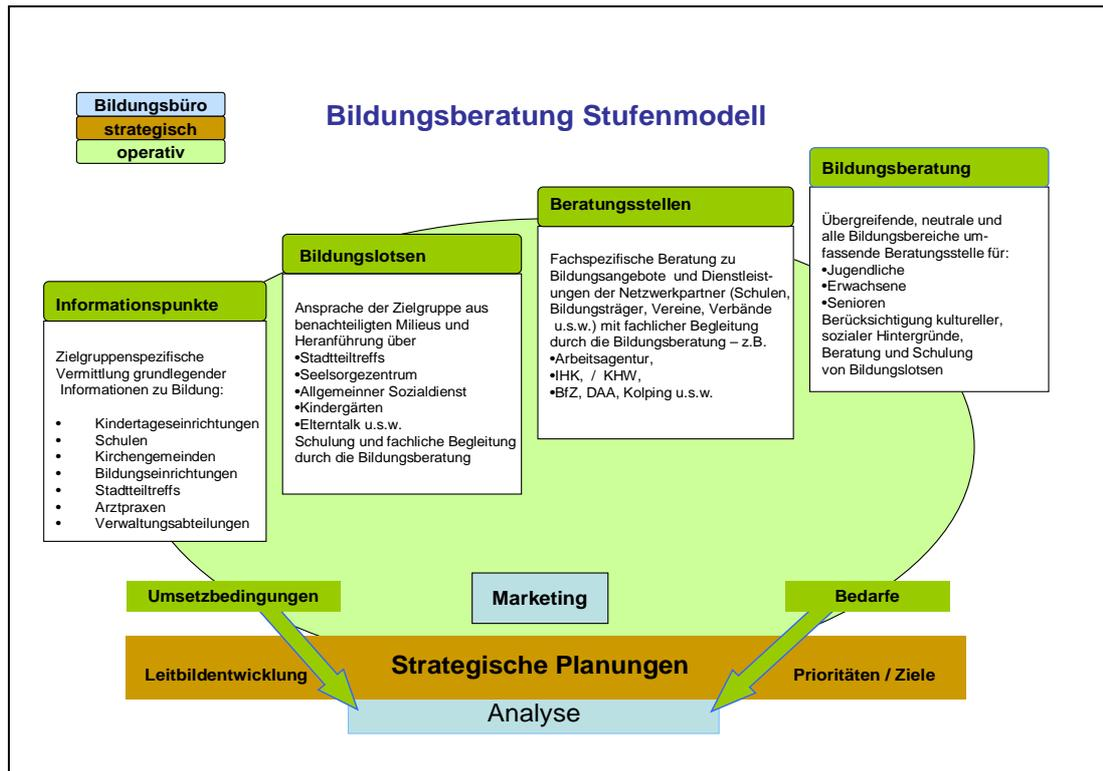 Bildungsbüro
strategisch
operativ
Bildungsberatung Stufenmodell
Informationspunkte
Zielgruppenspezifische
Vermittlung grundlegender
Informationen zu Bildung:
• Kindertageseinrichtungen
• Schulen
• Kirchengemeinden
• Bildungseinrichtungen
• Stadtteiltreffs
• Arztpraxen
• Verwaltungsabteilungen
Bildungslotsen
Ansprache der Zielgruppe aus
benachteiligten Milieus und
Heranführung über
•Stadtteiltreffs
•Seelsorgezentrum
•Allgemeinner Sozialdienst
•Kindergärten
•Elterntalk u.s.w.
Schulung und fachliche Begleitung
durch die Bildungsberatung
Beratungsstellen
Fachspezifische Beratung zu
Bildungsangebote und Dienstleist-
ungen der Netzwerkpartner (Schulen,
Bildungsträger, Vereine, Verbände
u.s.w.) mit fachlicher Begleitung
durch die Bildungsberatung – z.B.
•Arbeitsagentur,
•IHK, / KHW,
•BfZ, DAA, Kolping u.s.w.
Bildungsberatung
Übergreifende, neutrale und
alle Bildungsbereiche um-
fassende Beratungsstelle für:
•Jugendliche
•Erwachsene
•Senioren
Berücksichtigung kultureller,
sozialer Hintergründe,
Beratung und Schulung
von Bildungslotsen
Umsetzbedingungen
Marketing
Bedarfe
Leitbildentwicklung
Strategische Planungen
Prioritäten / Ziele
Analyse